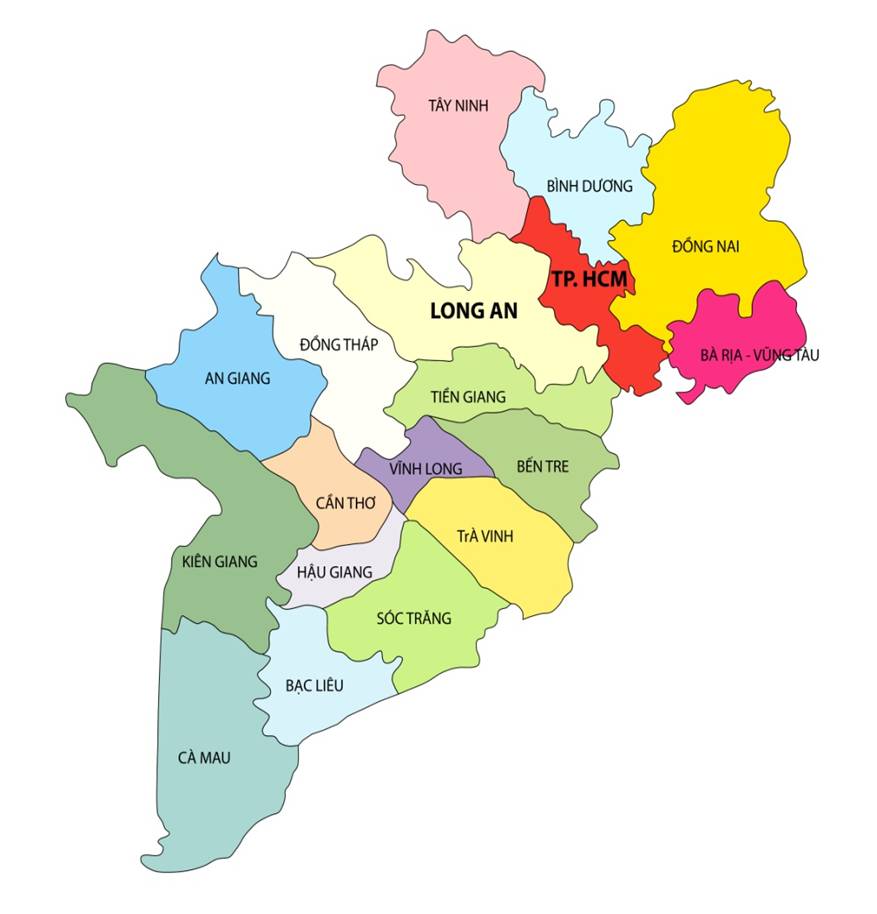 TÂY NINH
BÌNH DƯƠNG
ĐỒNG NAI
TP. HCM
LONG AN
ĐỒNG THÁP
BÀ RỊA - VŨNG TÀU
AN GIANG
TIỀN GIANG
VĨNH LONG
BẾN TRE
CẦN THƠ
TrÀ VINH
KIÊN GIANG
HẬU GIANG
SÓC TRĂNG
BẠC LIÊU
CÀ MAU